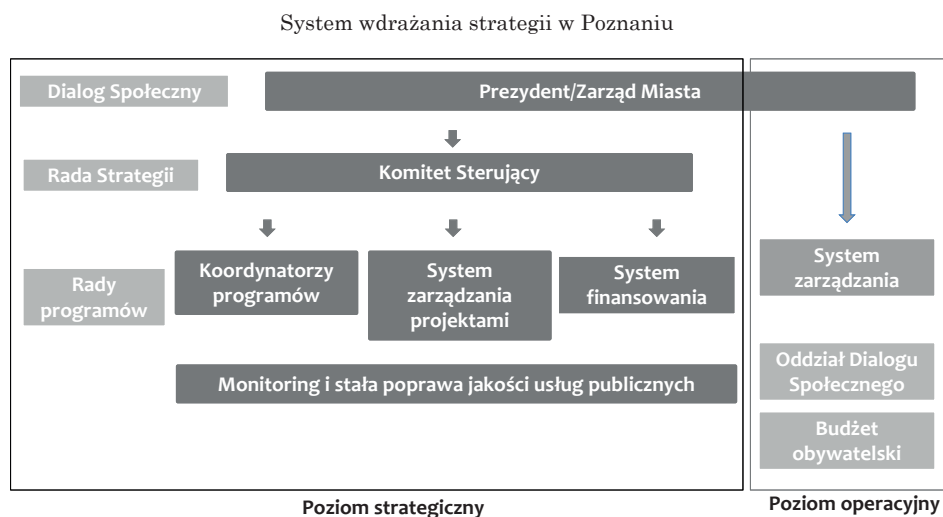 System wdrażania strategii w Poznaniu
Dialog Społeczny
Prezydent/Zarząd Miasta
Rada Strategii
Komitet Sterujący
Rady
programów
Koordynatorzy
programów
System
zarządzania
projektami
System
finansowania
System
zarządzania
Monitoring i stała poprawa jakości usług publicznych
Oddział Dialogu
Społecznego
Budżet
obywatelski
Poziom strategiczny
Poziom operacyjny